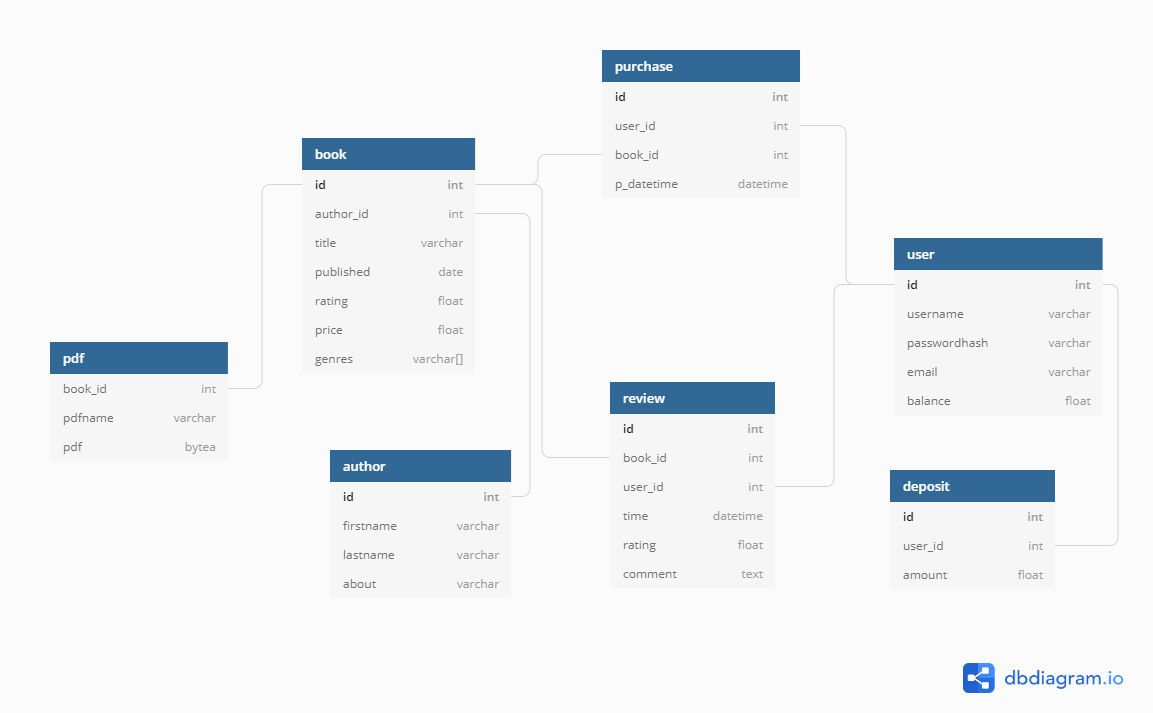 purchase
id int
user_id int
book_id int
p_datetime datetime
book
id int
author_id int
title varchar
published date
rating float
price float
genres varchar[]
user
id int
username varchar
passwordhash varchar
email varchar
balance float
pdf
book_id int
pdfname varchar
pdf bytea
review
id int
book_id int
user_id int
time datetime
rating float
comment text
author
id int
firstname varchar
lastname varchar
about varchar
deposit
id int
user_id int
amount float
dbdiagram.io